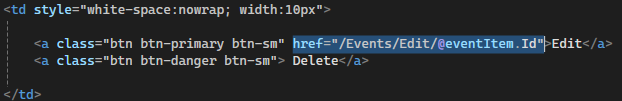 <td style="white-space:nowrap; width:10px">
<a class="btn btn-primary btn-sm" href="/Events/Edit/@eventItem.Id">Edit</a>
<a class="btn btn-danger btn-sm"> Delete</a>
</td>